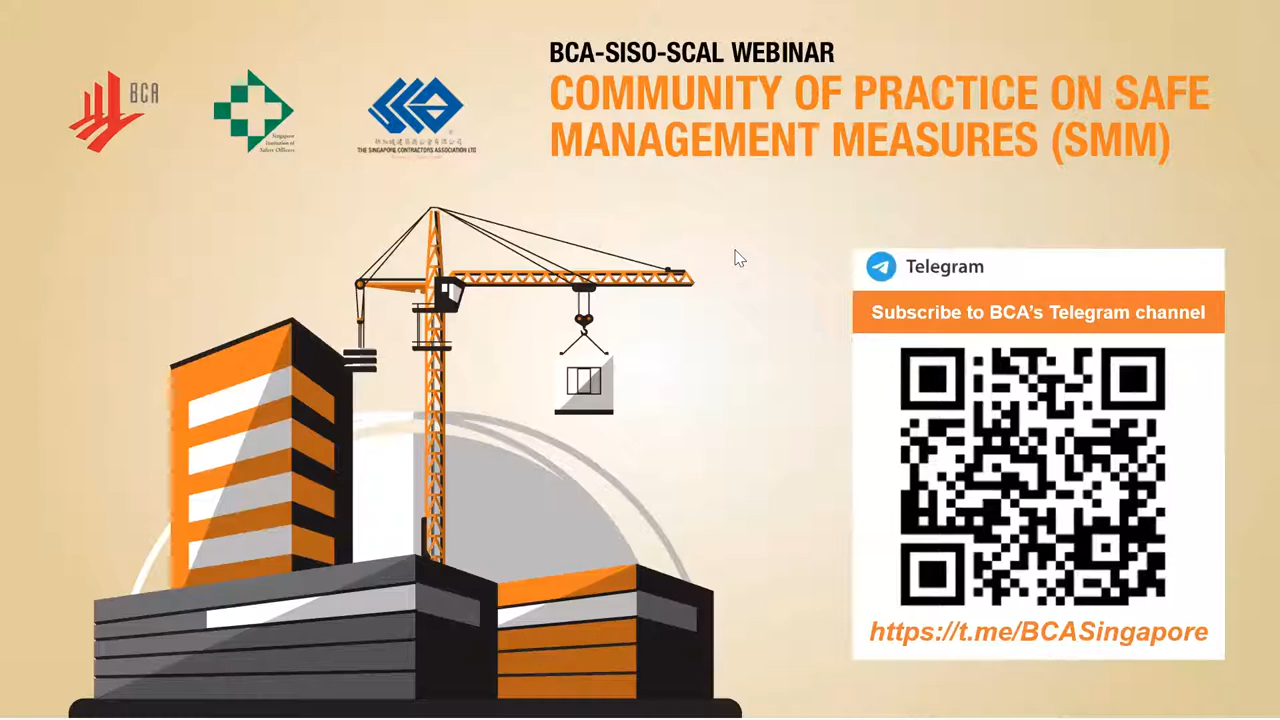 BCA-SISO-SCAL WEBINAR
COMMUNITY OF PRACTICE ON SAFE
MANAGEMENT MEASURES (SMM)
BCA
Singapore
Institution of
Safety Officers
THE SINGAPORE CONTRACTORS ASSOCIATION LTD
Telegram
Subscribe to BCA's Telegram channel
https://t.me/BCASingapore